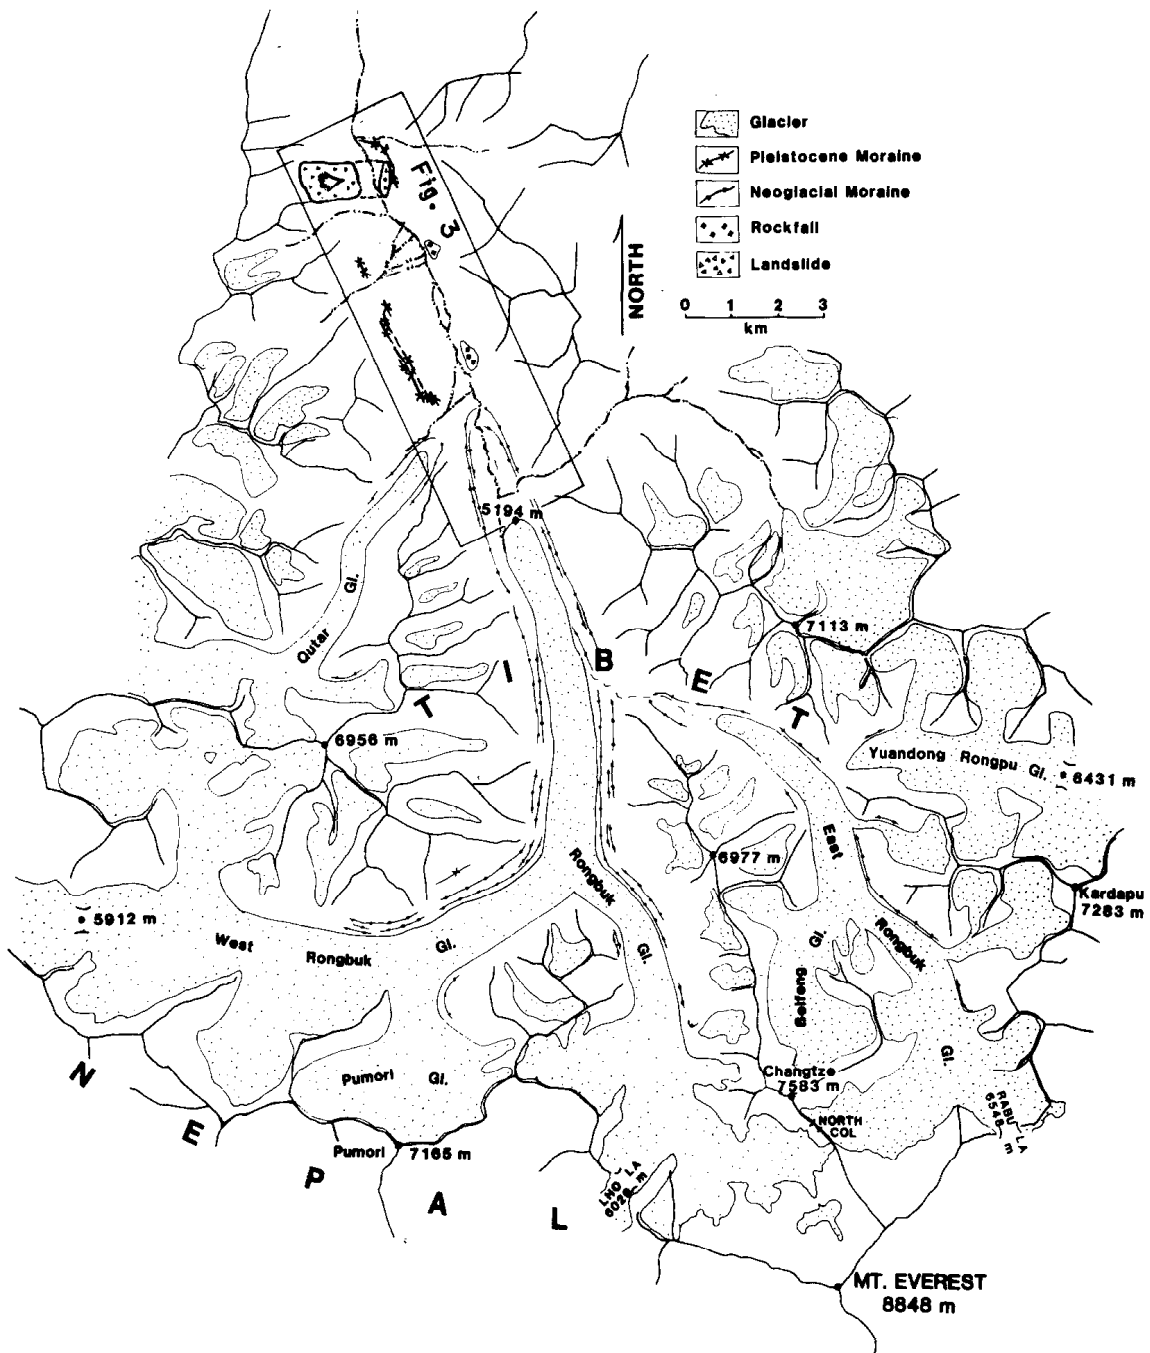 Glacier
Pleistocene Moraine
Neoglacial Moraine
Rockfall
Landslide
Fig. 3
NORTH
0 1 2 3
km
5194 m
Qutar Gl.
7113 m
T I B E T
6956 m
Yuandong Rongpu Gl.
6431 m
East
6977 m
Rongbuk
Kardapu
7283 m
5912 m
West Rongbuk Gl.
Gl.
Gl.
Rongbuk
Beifeng
Gl.
Pumori Gl.
Changtze
7583 m
NORTH
COL
RABU LA
6548 m
N E P A L
Pumori 7165 m
LHO LA
6026 m
MT. EVEREST
8848 m